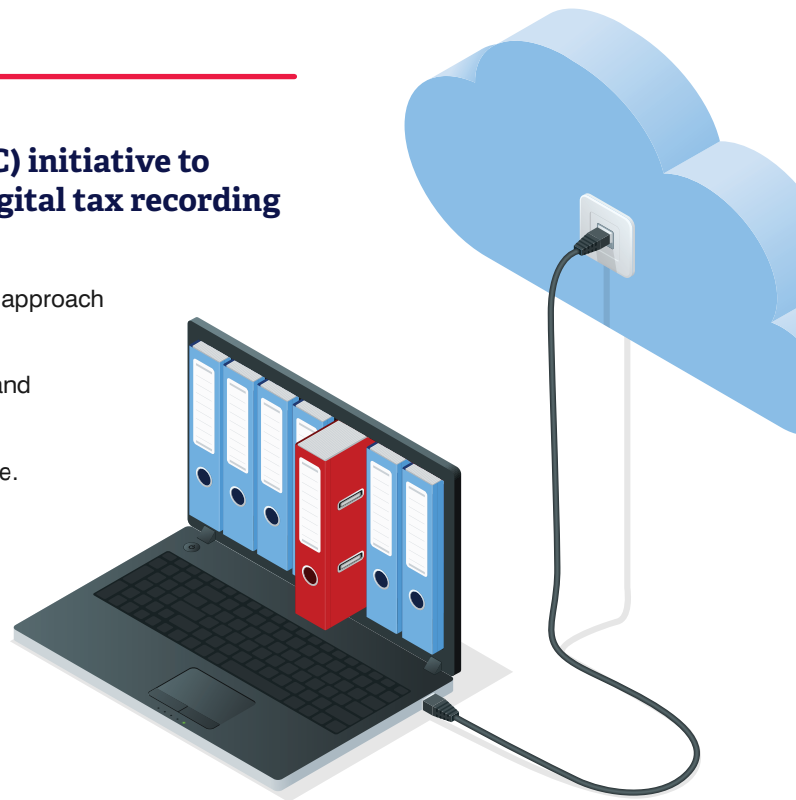 C) initiative to
gital tax recording
approach
and
e.